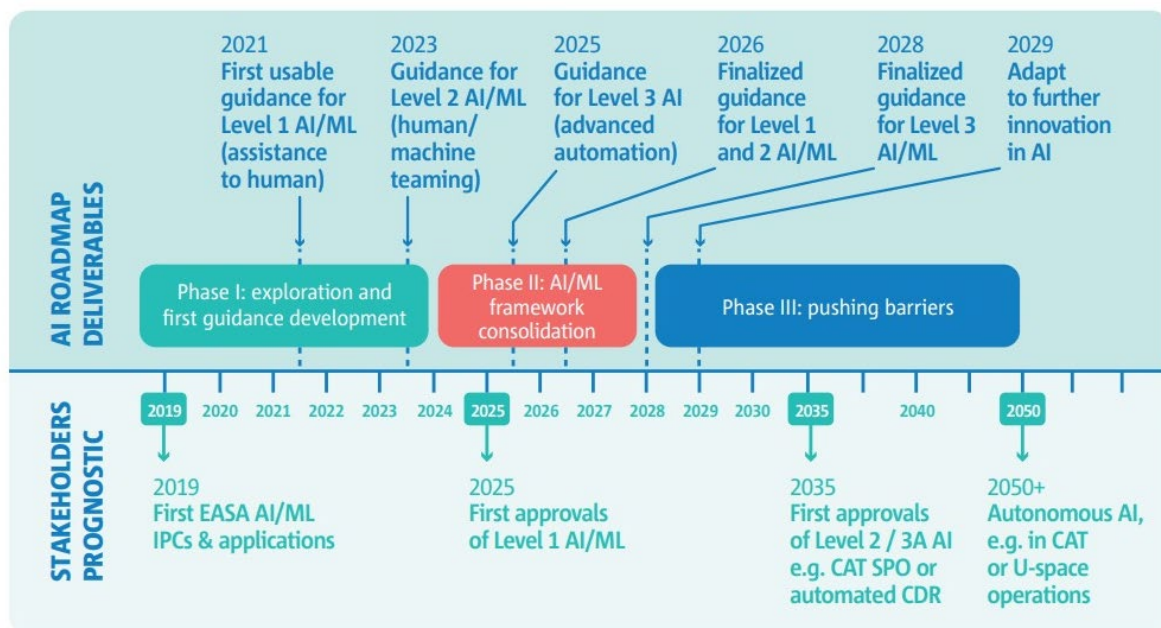 AI ROADMAP
DELIVERABLES
2021
First usable
guidance for
Level 1 AI/ML
(assistance
to human)
2023
Guidance for
Level 2 AI/ML
(human/
machine
teaming)
2025
Guidance
for Level 3 AI
(advanced
automation)
2026
Finalized
guidance
for Level 1
and 2 AI/ML
2028
Finalized
guidance
for Level 3
AI/ML
2029
Adapt
to further
innovation
in AI
Phase I: exploration and
first guidance development
Phase II: AI/ML
framework
consolidation
Phase III: pushing barriers
2019
2020
2021
2022
2023
2024
2025
2026
2027
2028
2029
2030
2035
2040
2050
STAKEHOLDERS
PROGNOSTIC
2019
First EASA AI/ML
IPCs & applications
2025
First approvals
of Level 1 AI/ML
2035
First approvals
of Level 2 / 3A AI
e.g. CAT SPO or
automated CDR
2050+
Autonomous AI,
e.g. in CAT
or U-space
operations